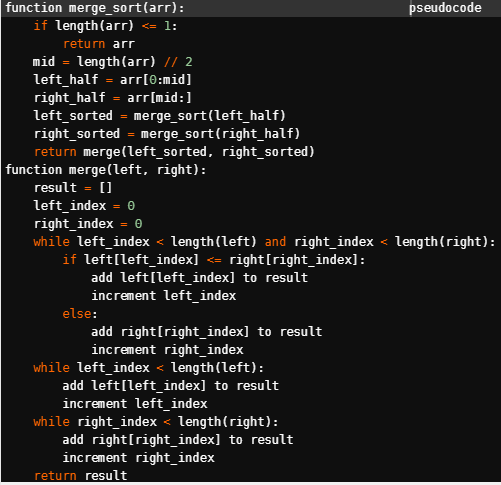 function merge_sort(arr): pseudocode
    if length(arr) <= 1:
        return arr
    mid = length(arr) // 2
    left_half = arr[0:mid]
    right_half = arr[mid:]
    left_sorted = merge_sort(left_half)
    right_sorted = merge_sort(right_half)
    return merge(left_sorted, right_sorted)
function merge(left, right):
    result = []
    left_index = 0
    right_index = 0
    while left_index < length(left) and right_index < length(right):
        if left[left_index] <= right[right_index]:
            add left[left_index] to result
            increment left_index
        else:
            add right[right_index] to result
            increment right_index
    while left_index < length(left):
        add left[left_index] to result
        increment left_index
    while right_index < length(right):
        add right[right_index] to result
        increment right_index
    return result